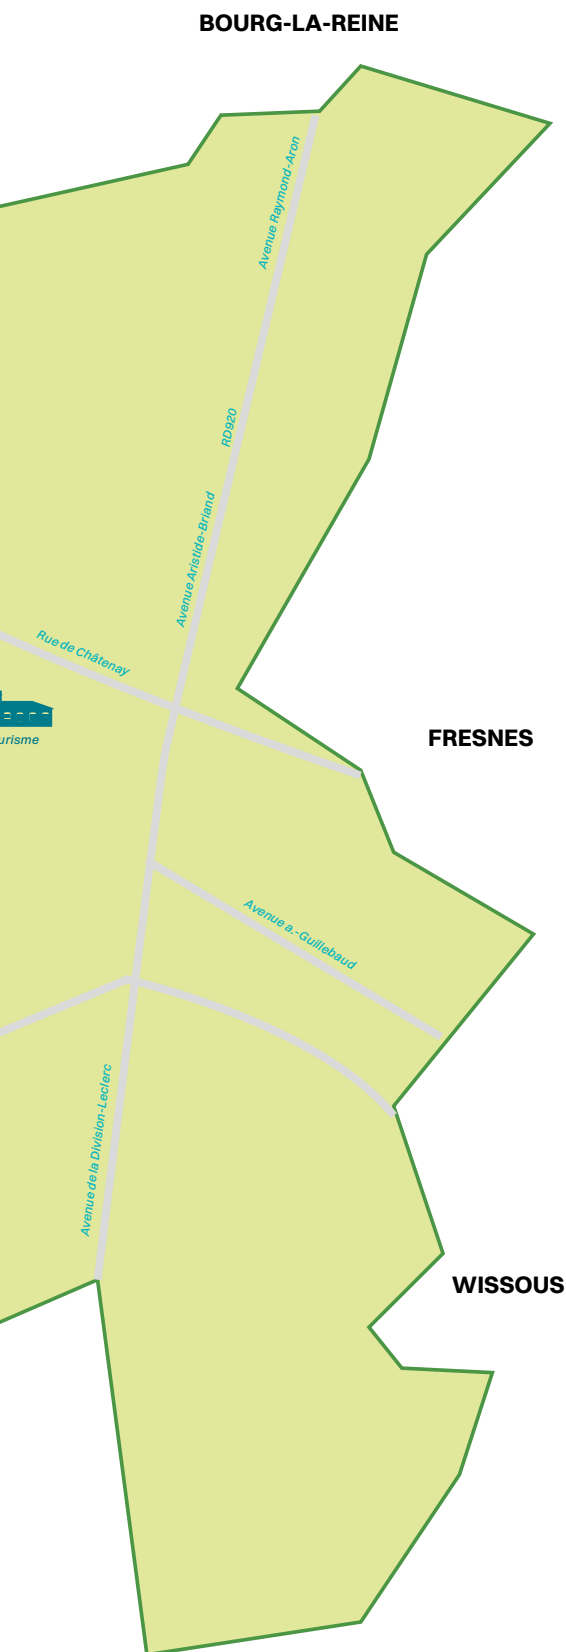 BOURG-LA-REINE
Avenue Raymond-Aron
RD920
Avenue Aristide-Briand
Rue de Châtenay
FRESNES
urisme
Avenue a.-Guillebaud
Avenue de la Division-Leclerc
WISSOUS